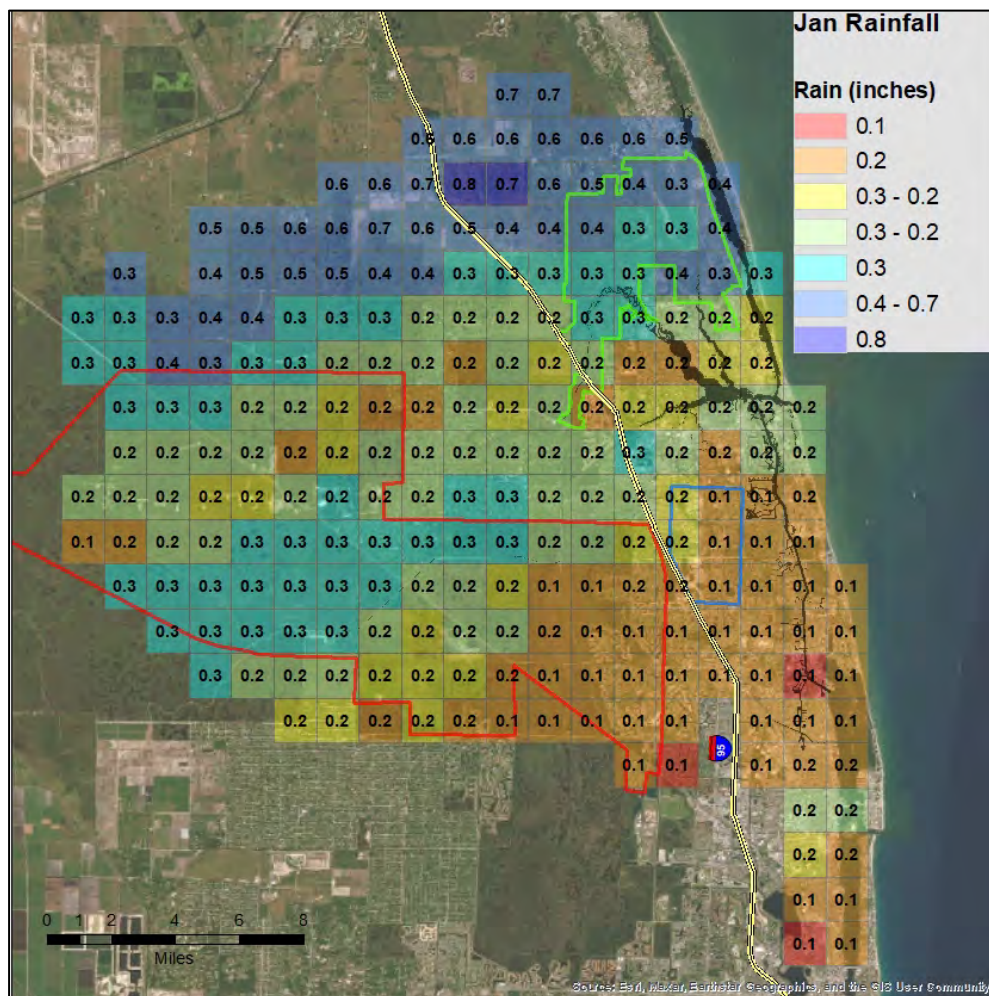 Jan Rainfall
Rain (inches)
0.1
0.2
0.3 - 0.2
0.3 - 0.2
0.3
0.4 - 0.7
0.8
0.7 0.7
0.6 0.6 0.6 0.6 0.6 0.5
0.6 0.6 0.7 0.8 0.7 0.6 0.5 0.4 0.3 0.4
0.5 0.5 0.6 0.6 0.7 0.6 0.5 0.4 0.4 0.4 0.3 0.3 0.4
0.3 0.4 0.5 0.5 0.5 0.4 0.4 0.3 0.3 0.3 0.3 0.3 0.4 0.3 0.3
0.3 0.3 0.3 0.4 0.4 0.3 0.3 0.3 0.2 0.2 0.2 0.2 0.3 0.3 0.2 0.2 0.2
0.3 0.3 0.4 0.3 0.3 0.3 0.2 0.2 0.2 0.2 0.2 0.2 0.2 0.2 0.2 0.2 0.2
0.3 0.3 0.3 0.2 0.2 0.2 0.2 0.2 0.2 0.2 0.2 0.2 0.2 0.2 0.2 0.2 0.2
0.2 0.2 0.2 0.2 0.2 0.2 0.2 0.2 0.2 0.2 0.2 0.2 0.3 0.2 0.2 0.2 0.2
0.2 0.2 0.2 0.2 0.2 0.2 0.2 0.2 0.2 0.3 0.3 0.2 0.2 0.2 0.2 0.1 0.1 0.2
0.1 0.2 0.2 0.2 0.3 0.3 0.3 0.3 0.3 0.3 0.3 0.2 0.2 0.2 0.2 0.1 0.1 0.1
0.3 0.3 0.3 0.3 0.3 0.3 0.3 0.2 0.2 0.2 0.1 0.1 0.2 0.2 0.1 0.1 0.1 0.1
0.3 0.3 0.3 0.3 0.3 0.2 0.2 0.2 0.2 0.2 0.1 0.1 0.1 0.1 0.1 0.1 0.1
0.3 0.2 0.2 0.2 0.2 0.2 0.2 0.2 0.1 0.1 0.1 0.1 0.1 0.1 0.1 0.1
0.2 0.2 0.2 0.2 0.2 0.1 0.1 0.1 0.1 0.1 0.1 0.1 0.1
95
0.1 0.1 0.1 0.2 0.2
0.2 0.2
0.2 0.2
0.1 0.1
0.1 0.1
0 1 2 4 6 8
Miles
Source: Esri, Maxar, Earthstar Geographics, and the GIS User Community